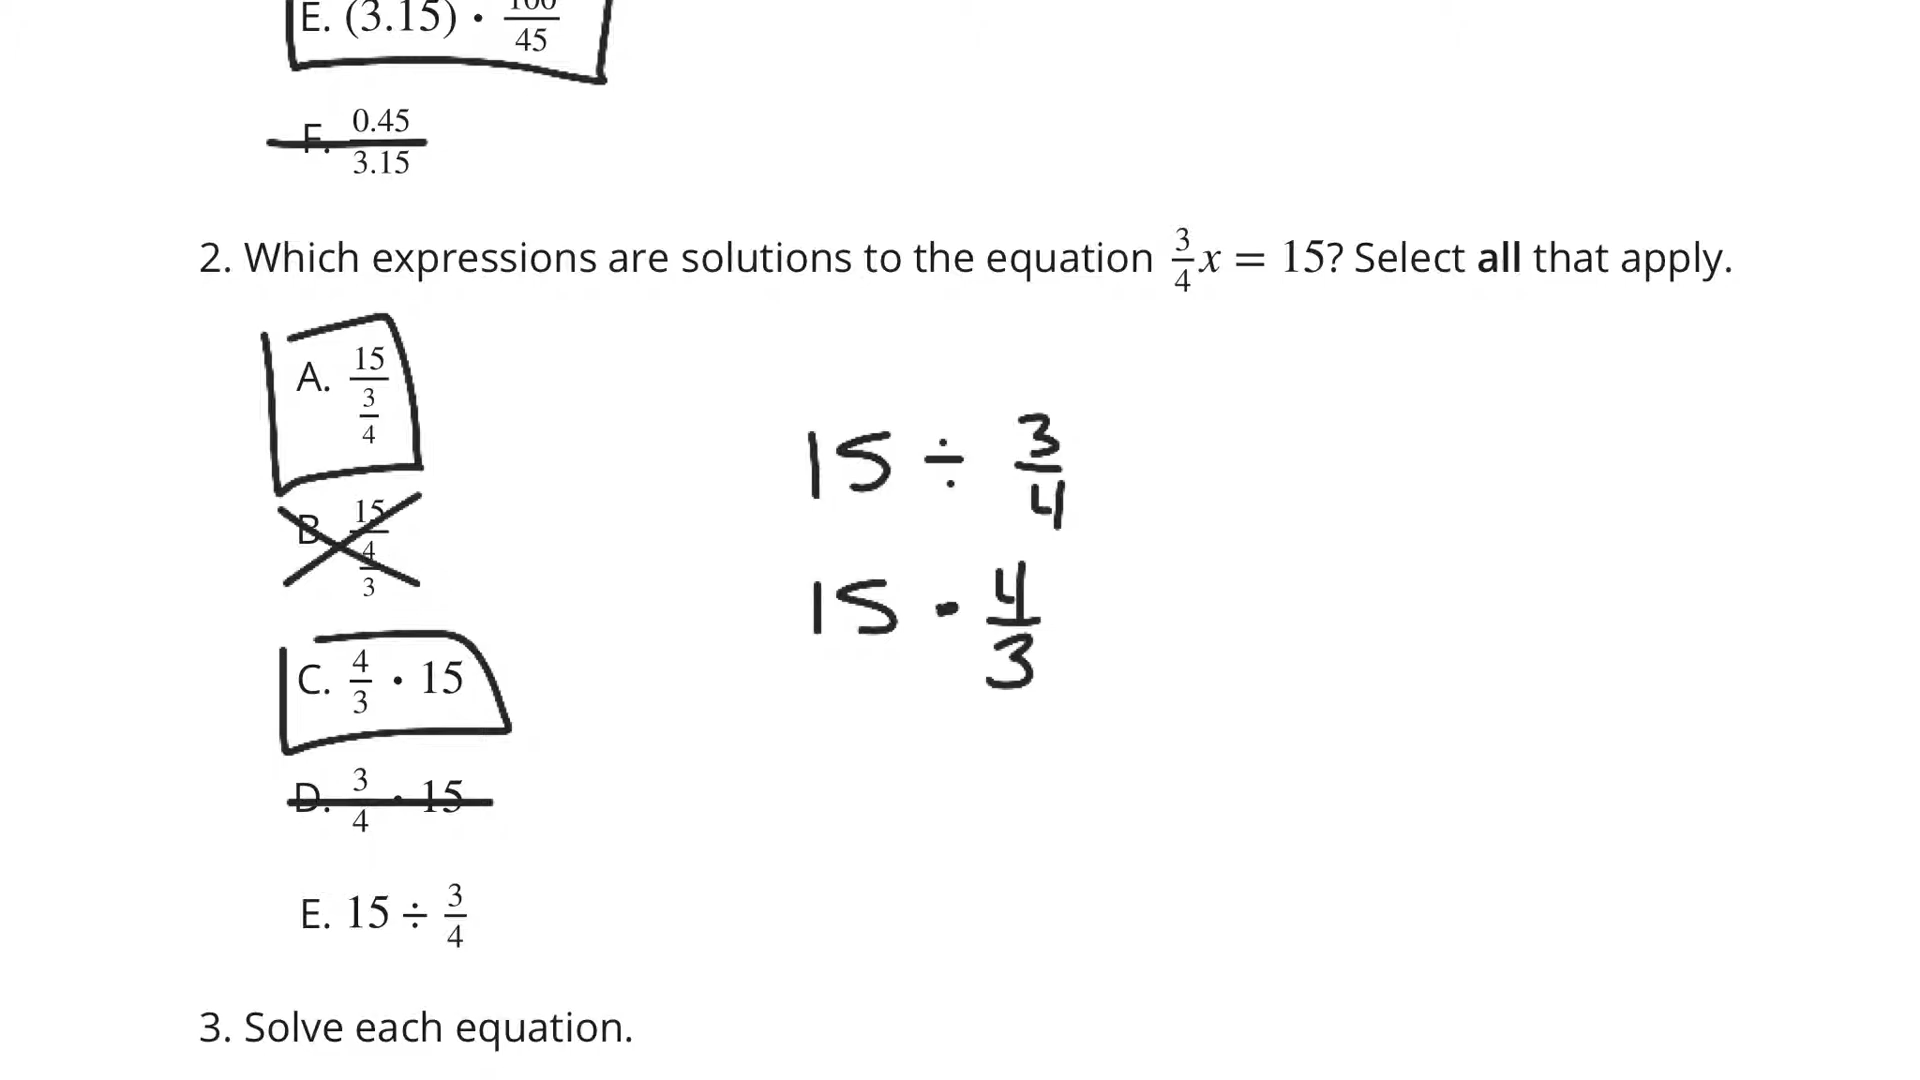 E. (3.15) · 100/45
F. 0.45/3.15
2. Which expressions are solutions to the equation 3/4 x = 15? Select all that apply.
A. 15/(3/4)
15 ÷ 3/4
B 15/(4/3)
15 · 4/3
C. 4/3 · 15
D. 3/4 · 15
E. 15 ÷ 3/4
3. Solve each equation.